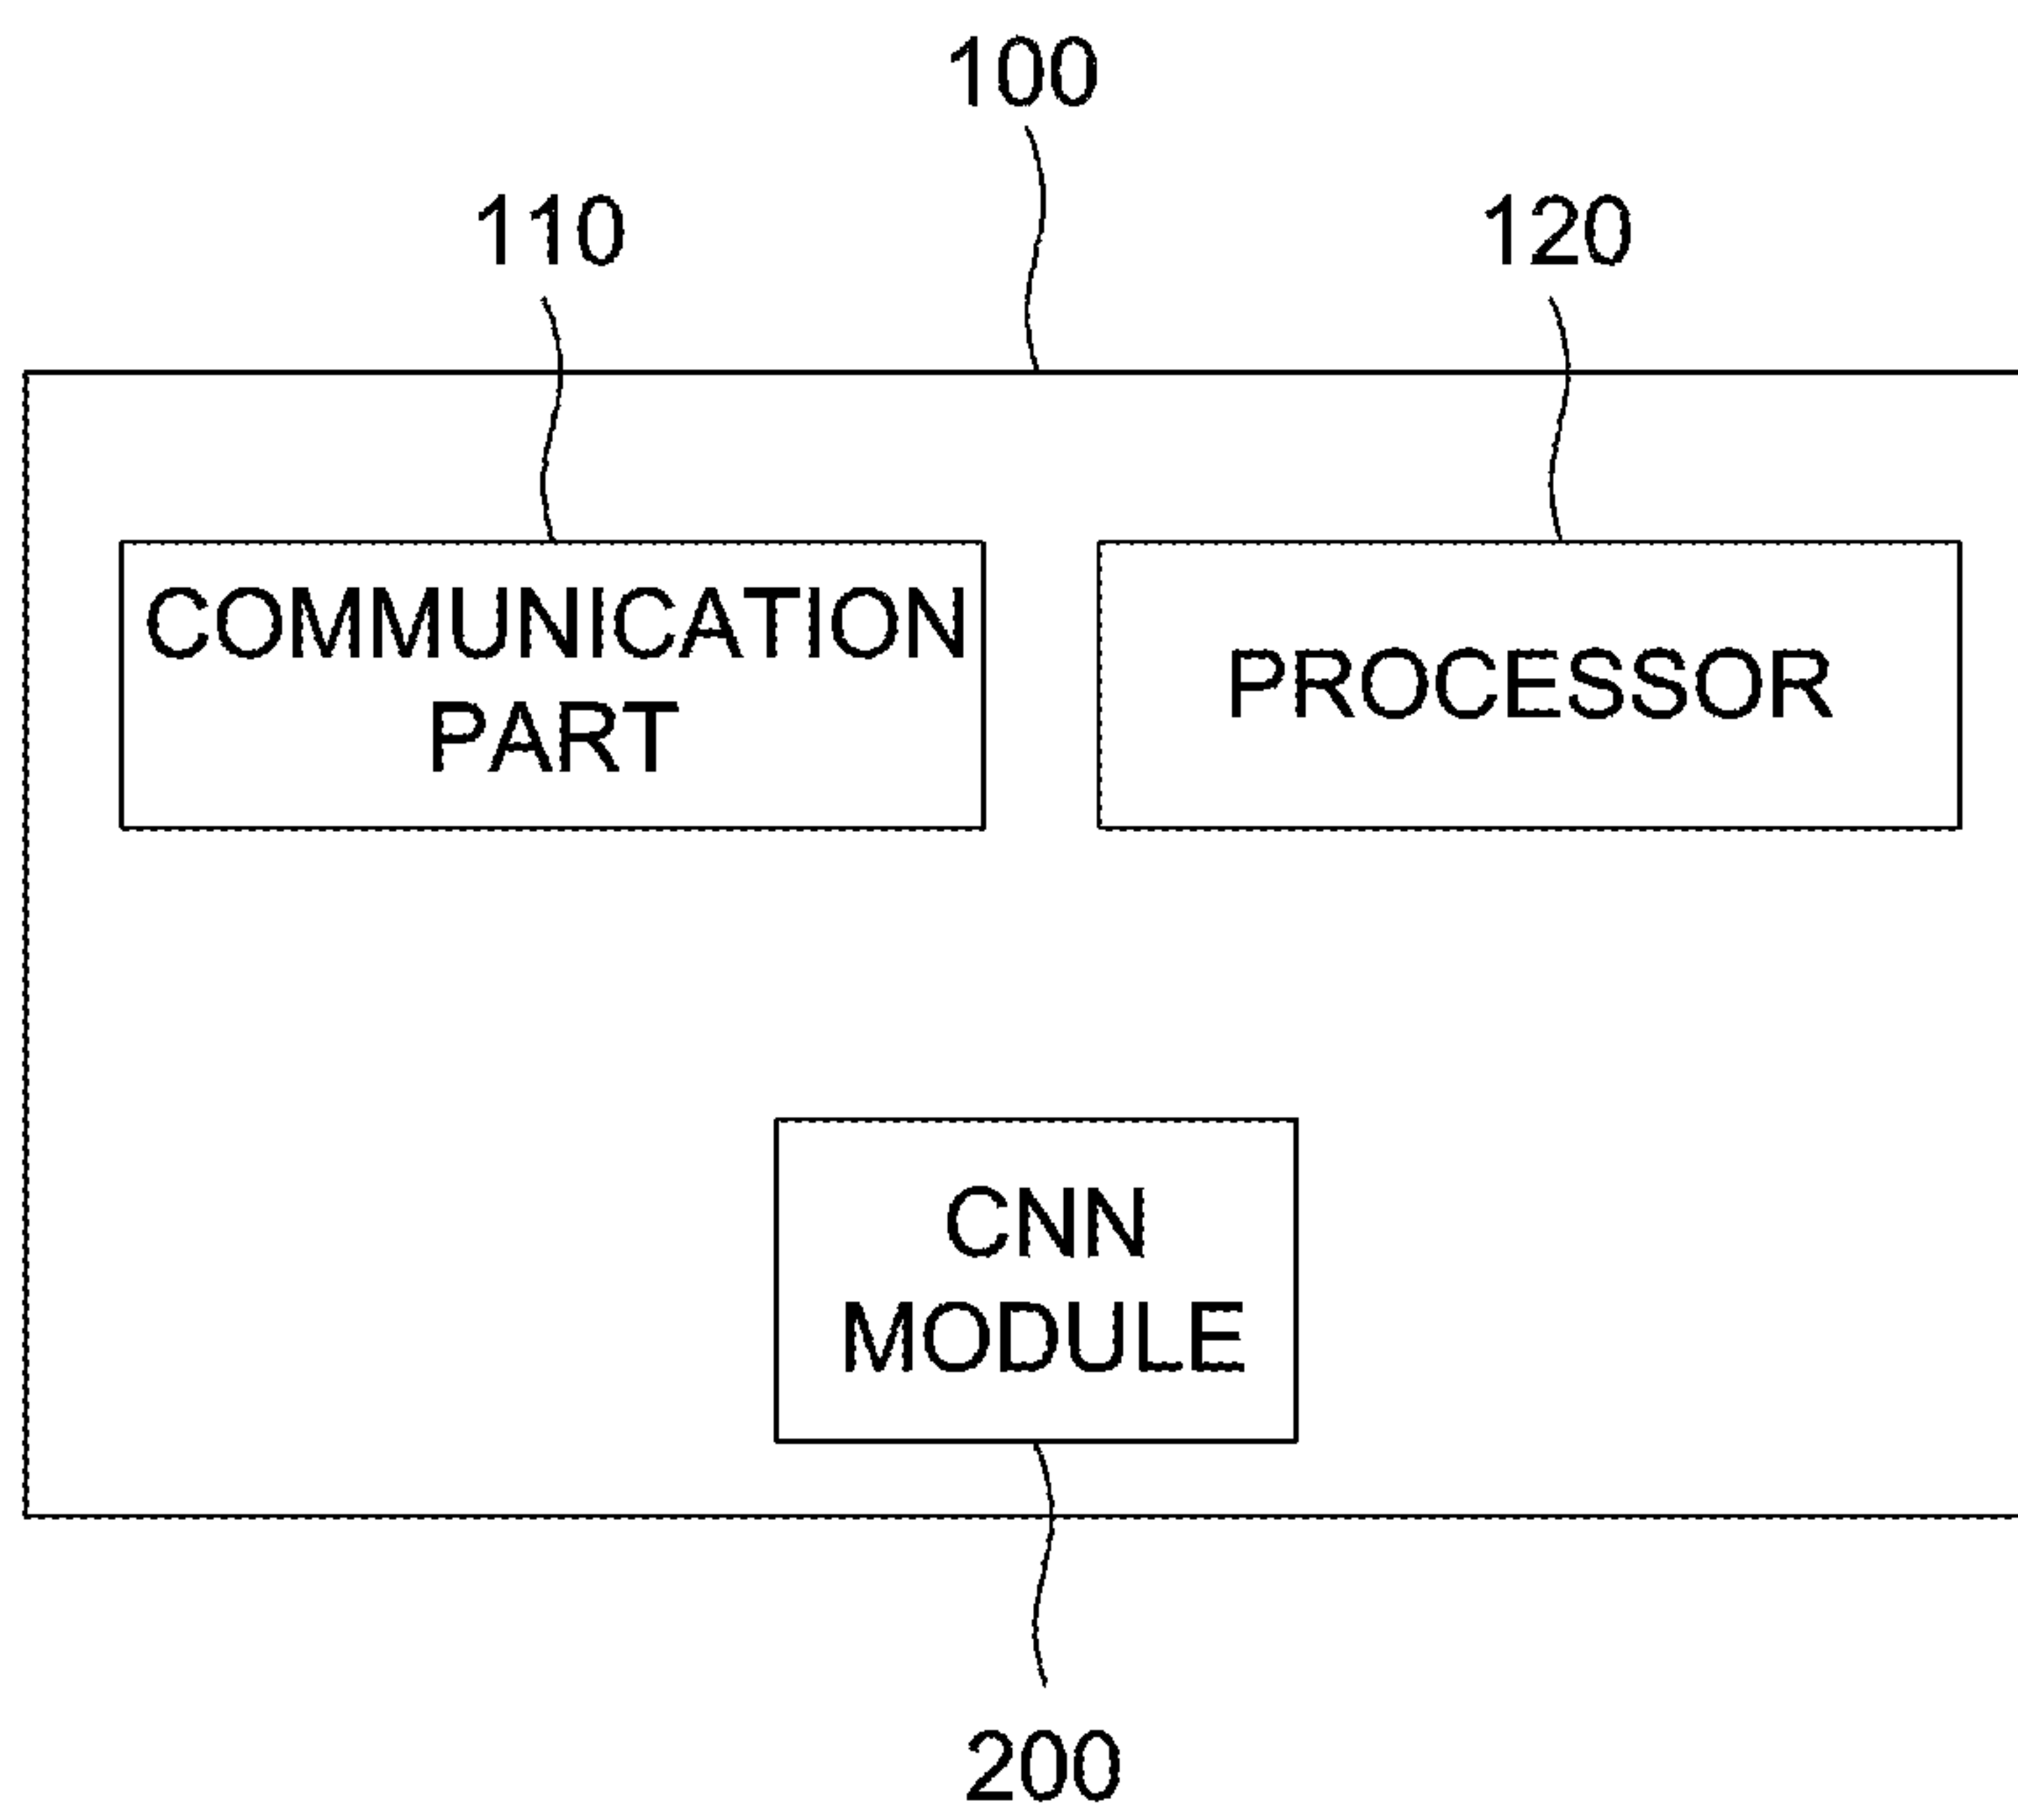 100
110
120
COMMUNICATION
PART
PROCESSOR
CNN
MODULE
200